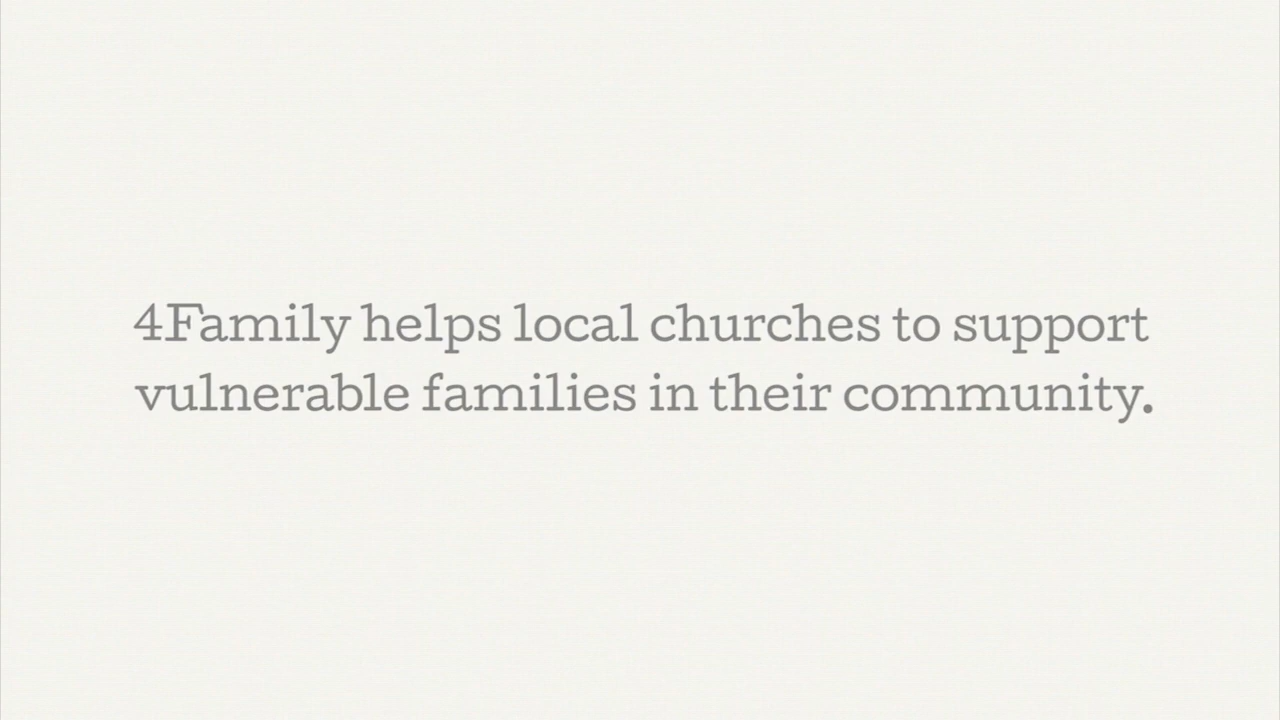 4Family helps local churches to support
vulnerable families in their community.